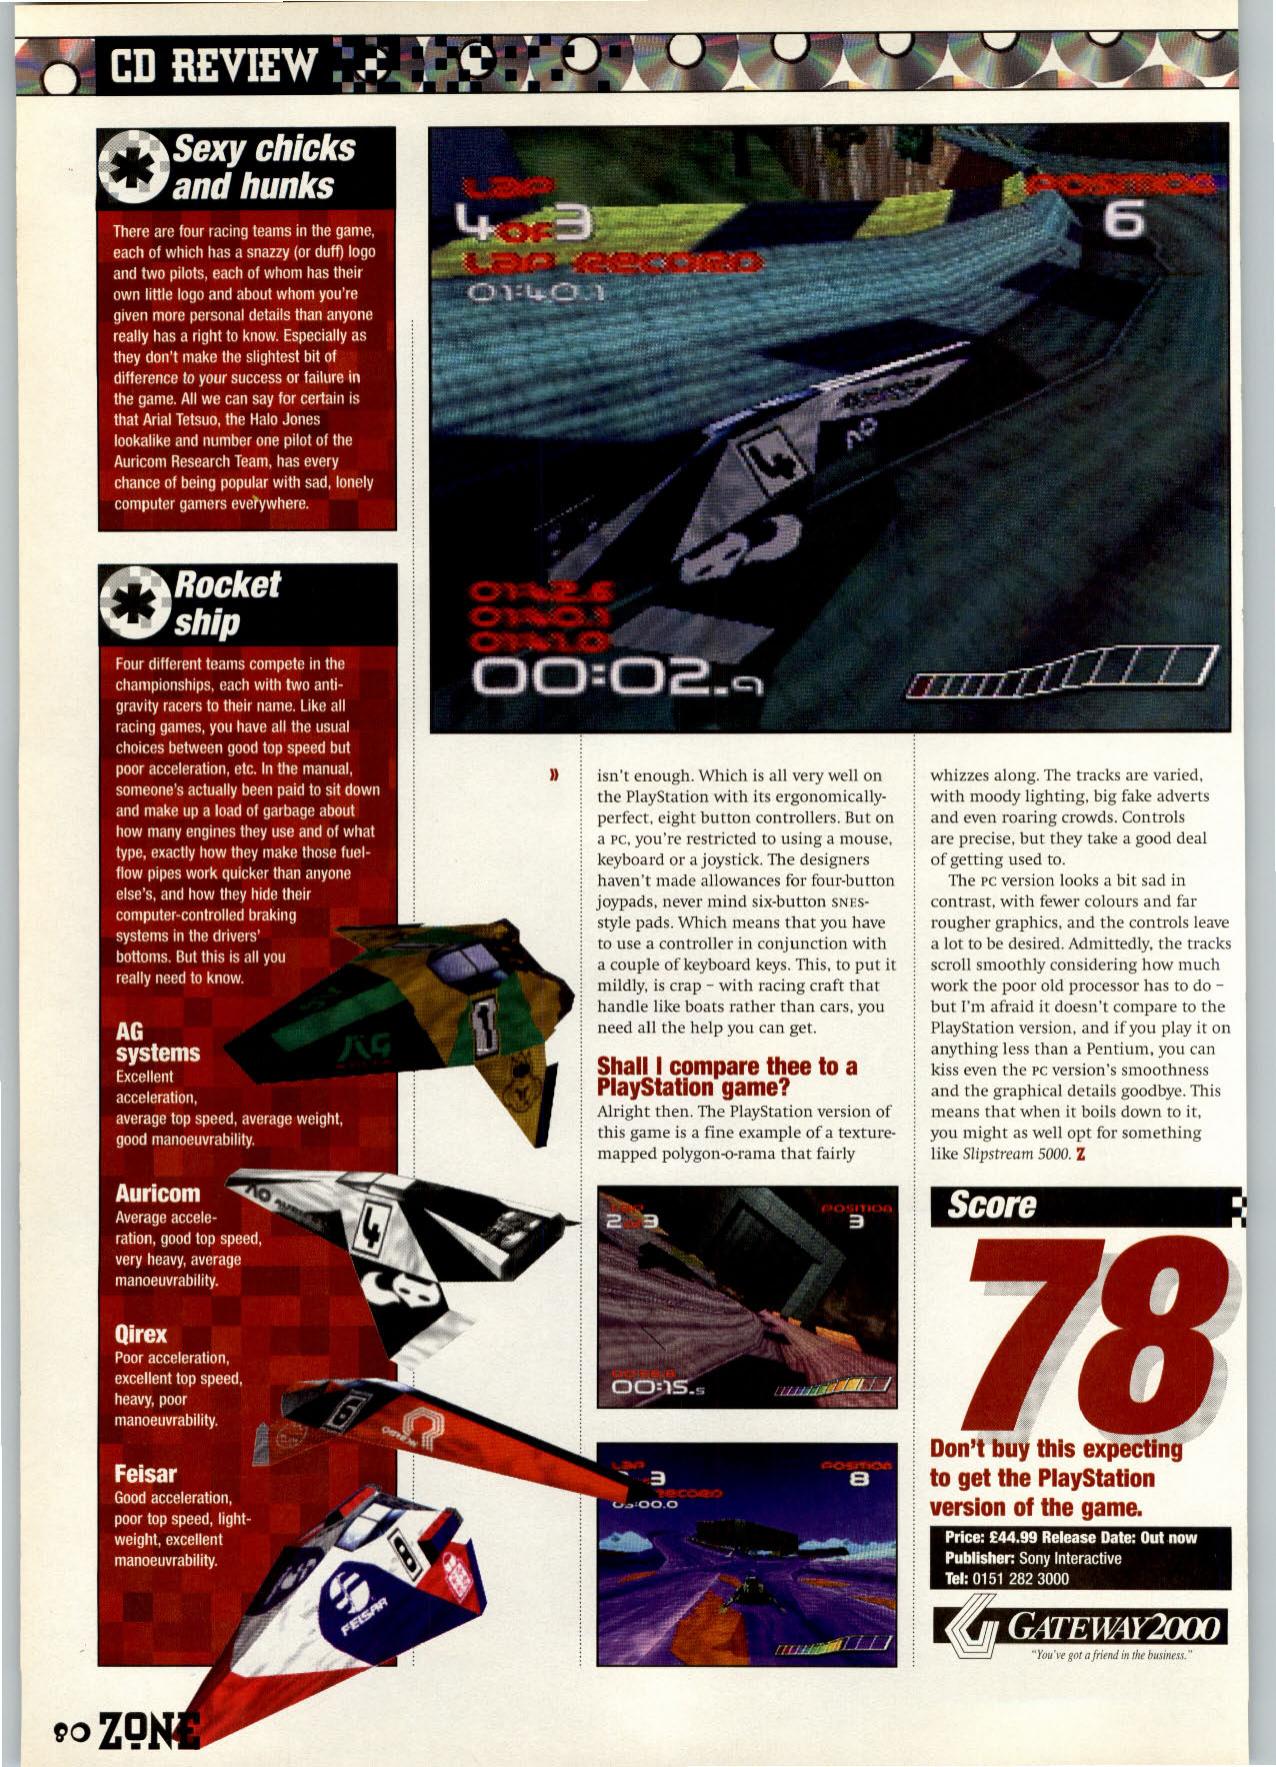 CD REVIEW
Sexy chicks
and hunks
There are four racing teams in the game,
each of which has a snazzy (or duff) logo
and two pilots, each of whom has their
own little logo and about whom you're
given more personal details than anyone
really has a right to know. Especially as
they don't make the slightest bit of
difference to your success or failure in
the game. All we can say for certain is
that Arial Tetsuo, the Halo Jones
lookalike and number one pilot of the
Auricom Research Team, has every
chance of being popular with sad, lonely
computer gamers everywhere.
Rocket
ship
Four different teams compete in the
championships, each with two anti-
gravity racers to their name. Like all
racing games, you have all the usual
choices between good top speed but
poor acceleration, etc. In the manual,
someone's actually been paid to sit down
and make up a load of garbage about
how many engines they use and of what
type, exactly how they make those fuel-
flow pipes work quicker than anyone
else's, and how they hide their
computer-controlled braking
systems in the drivers'
bottoms. But this is all you
really need to know.
AG
systems
Excellent
acceleration,
average top speed, average weight,
good manoeuvrability.
Auricom
Average accele-
ration, good top speed,
very heavy, average
manoeuvrability.
Qirex
Poor acceleration,
excellent top speed,
heavy, poor
manoeuvrability.
Feisar
Good acceleration,
poor top speed, light-
weight, excellent
manoeuvrability.
1
AG
4
6
8
FEISAR
LAP
4 OF 3
LAP RECORD
01:40.1
POSITION
6
4
AO
01:42.6
01:40.1
01:41.0
00:02.9
»
isn't enough. Which is all very well on
the PlayStation with its ergonomically-
perfect, eight button controllers. But on
a PC, you're restricted to using a mouse,
keyboard or a joystick. The designers
haven't made allowances for four-button
joypads, never mind six-button SNES-
style pads. Which means that you have
to use a controller in conjunction with
a couple of keyboard keys. This, to put it
mildly, is crap – with racing craft that
handle like boats rather than cars, you
need all the help you can get.
Shall I compare thee to a
PlayStation game?
Alright then. The PlayStation version of
this game is a fine example of a texture-
mapped polygon-o-rama that fairly
LAP
2 OF 3
POSITION
3
00:15.5
LAP
3
RECORD
03:00.0
POSITION
8
whizzes along. The tracks are varied,
with moody lighting, big fake adverts
and even roaring crowds. Controls
are precise, but they take a good deal
of getting used to.
The PC version looks a bit sad in
contrast, with fewer colours and far
rougher graphics, and the controls leave
a lot to be desired. Admittedly, the tracks
scroll smoothly considering how much
work the poor old processor has to do –
but I'm afraid it doesn't compare to the
PlayStation version, and if you play it on
anything less than a Pentium, you can
kiss even the PC version's smoothness
and the graphical details goodbye. This
means that when it boils down to it,
you might as well opt for something
like Slipstream 5000. Z
Score
78
Don't buy this expecting
to get the PlayStation
version of the game.
Price: £44.99 Release Date: Out now
Publisher: Sony Interactive
Tel: 0151 282 3000
GATEWAY2000
"You've got a friend in the business."
80 ZONE